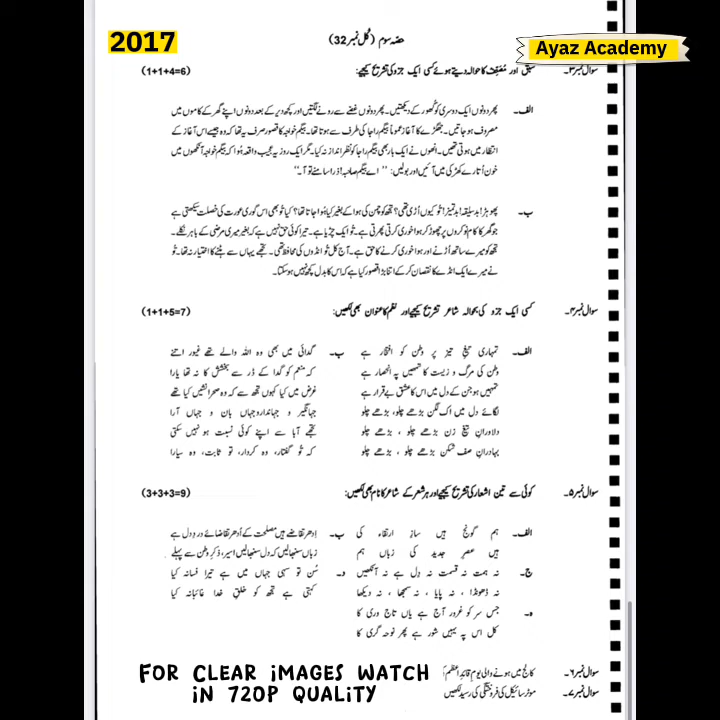 2017
حصہ سوم (کل نمبر 32)
Ayaz Academy
سوال نمبر ۳۔ سبق اور مصنف کا حوالہ دیتے ہوئے کسی ایک جزو کی تشریح کیجیے: (1+1+4=6)
الف۔ پھر دونوں ایک دوسری کو گھور کے دیکھتیں۔ پھر دونوں غصے سے رونے لگتیں اور کچھ دیر کے بعد دونوں اپنے گھر کے کاموں میں
مصروف ہو جاتیں۔ جھگڑے کا آغاز عموماً بیگم راجا کی طرف سے ہوتا تھا۔ بیگم خواجہ کا قصور صرف یہ تھا کہ وہ جیسے اس آغاز کے
انتظار میں ہوتی تھیں۔ انھوں نے ایک بار بھی بیگم راجا کو نظر انداز نہ کیا۔ مگر ایک روز یہ عجیب واقعہ ہوا کہ بیگم خواجہ آنکھوں میں
خون اُتارے کھڑکی میں آئیں اور بولیں: "اے بیگم صاحبہ! ذرا سامنے تو آ۔"
ب۔ پھوہڑ! بدسلیقہ! بدتمیز! تُو کیوں اُڑی تھی؟ تجھ کو چمن کی ہوا کے بغیر کیا ہوا جاتا تھا؟ کیا تُو بھی اس گوری عورت کی خصلت سیکھتی ہے
جو گھر کا کام نوکروں پر چھوڑ کر ہوا خوری کرتی پھرتی ہے۔ تُو ایک چڑیا ہے۔ تیرا کوئی حق نہیں ہے کہ بغیر میری مرضی کے باہر نکلے۔
تجھ کو میرے ساتھ اُڑنے اور ہوا خوری کرنے کا حق ہے۔ آج کل تُو انڈوں کی محافظ تھی۔ تجھے یہاں سے ہٹنے کا اختیار نہ تھا۔ تُو
نے میرے ایک انڈے کا نقصان کر کے اتنا بڑا قصور کیا ہے کہ اس کا بدل کچھ نہیں ہو سکتا۔
سوال نمبر ۴۔ کسی ایک جزو کی بحوالہ شاعر تشریح کیجیے اور نظم کا عنوان بھی لکھیں: (1+1+5=7)
الف۔ تمہاری تیغِ تیز پر وطن کو افتخار ہے
وطن کی مرگ و زیست کا تمھیں پہ انحصار ہے
تمھیں ہو جن کے دل میں اس کا عشق بے قرار ہے
لگائے دل میں اک لگن بڑھے چلو، بڑھے چلو
دلاورانِ تیغ زن بڑھے چلو، بڑھے چلو
بہادرانِ صف شکن بڑھے چلو، بڑھے چلو
ب۔ گدائی میں بھی وہ اللہ والے تھے غیور اتنے
کہ منعم کو گدا کے ڈر سے بخشش کا نہ تھا یارا
غرض میں کیا کہوں تجھ سے کہ وہ صحرا نشیں کیا تھے
جہانگیر و جہاندار و جہاں بان و جہاں آرا
تجھے آبا سے اپنے کوئی نسبت ہو نہیں سکتی
کہ تُو گفتار، وہ کردار، تو ثابت، وہ سیارا
سوال نمبر ۵۔ کوئی سے تین اشعار کی تشریح کیجیے اور ہر شعر کے شاعر کا نام بھی لکھیں: (3+3+3=9)
الف۔ ہم گونج ہیں سازِ ارتقاء کی
ہیں عصرِ جدید کی زباں ہم
ب۔ اِدھر تقاضے ہیں مصلحت کے اُدھر تقاضائے دردِ دل ہے
زباں سنبھالیں کہ دل سنبھالیں اسیر، ذکرِ وطن سے پہلے
ج۔ نہ ہمت نہ قسمت نہ دل ہے نہ آنکھیں
نہ ڈھونڈا، نہ پایا، نہ سمجھا، نہ دیکھا
د۔ سُن تو سہی جہاں میں ہے تیرا فسانہ کیا
کہتی ہے تجھ کو خلقِ خدا غائبانہ کیا
ہ۔ جس سر کو غرور آج ہے یاں تاج وری کا
کل اس پہ یہیں شور ہے پھر نوحہ گری کا
سوال نمبر ۶۔ کالج میں ہونے والی یومِ قائدِ اعظم
سوال نمبر ۷۔ موٹر سائیکل کی فروختگی کی رسید لکھیں
FOR CLEAR IMAGES WATCH
IN 720P QUALITY